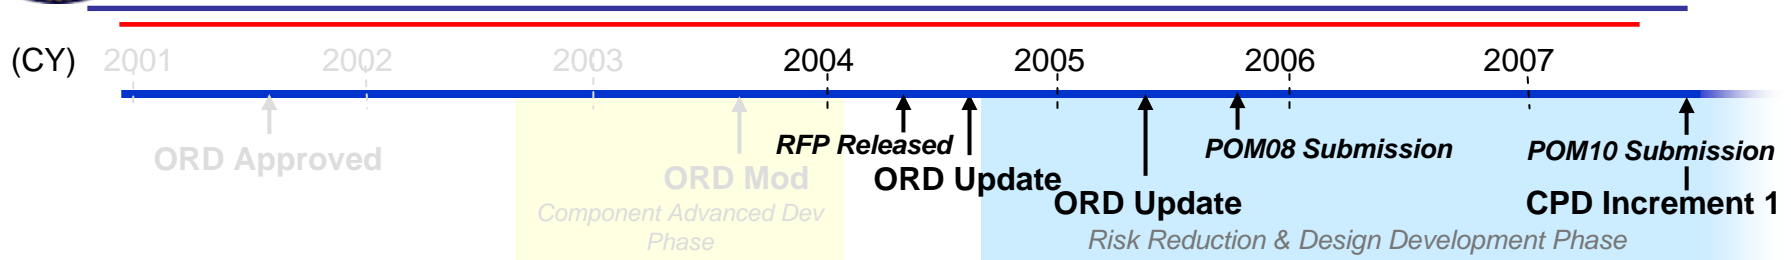 (CY) 2001 2002 2003 2004 2005 2006 2007
RFP Released
POM08 Submission
POM10 Submission
ORD Approved
ORD Mod
ORD Update
ORD Update
CPD Increment 1
Component Advanced Dev
Phase
Risk Reduction & Design Development Phase